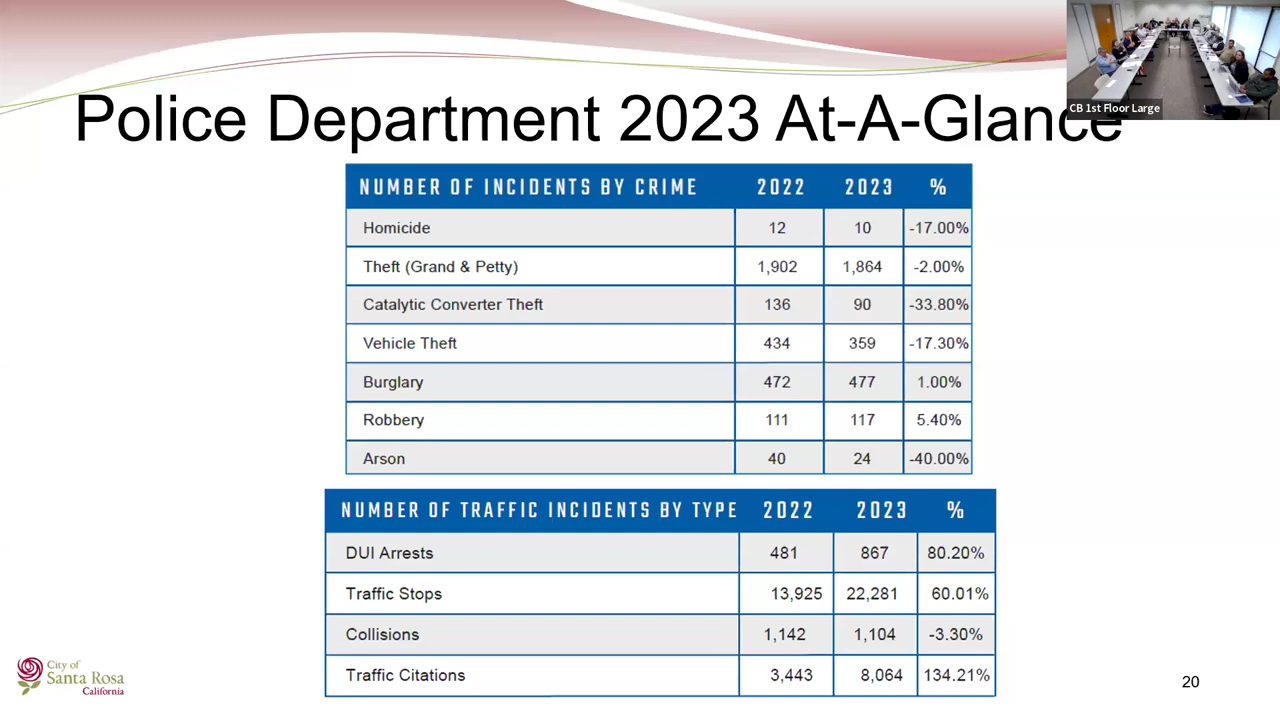 CB 1st Floor Large
Police Department 2023 At-A-Glance
NUMBER OF INCIDENTS BY CRIME 2022 2023 %
Homicide 12 10 -17.00%
Theft (Grand & Petty) 1,902 1,864 -2.00%
Catalytic Converter Theft 136 90 -33.80%
Vehicle Theft 434 359 -17.30%
Burglary 472 477 1.00%
Robbery 111 117 5.40%
Arson 40 24 -40.00%
NUMBER OF TRAFFIC INCIDENTS BY TYPE 2022 2023 %
DUI Arrests 481 867 80.20%
Traffic Stops 13,925 22,281 60.01%
Collisions 1,142 1,104 -3.30%
Traffic Citations 3,443 8,064 134.21%
City of
Santa Rosa
California
20